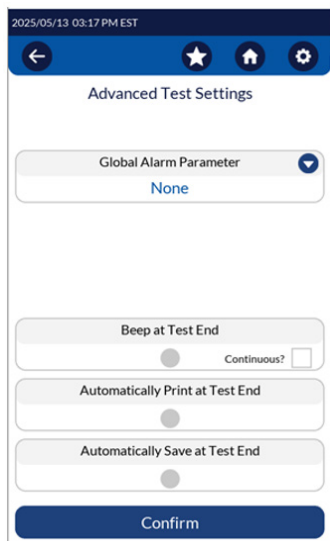 2025/05/13 03:17 PM EST
Advanced Test Settings
Global Alarm Parameter
None
Beep at Test End
Continuous?
Automatically Print at Test End
Automatically Save at Test End
Confirm